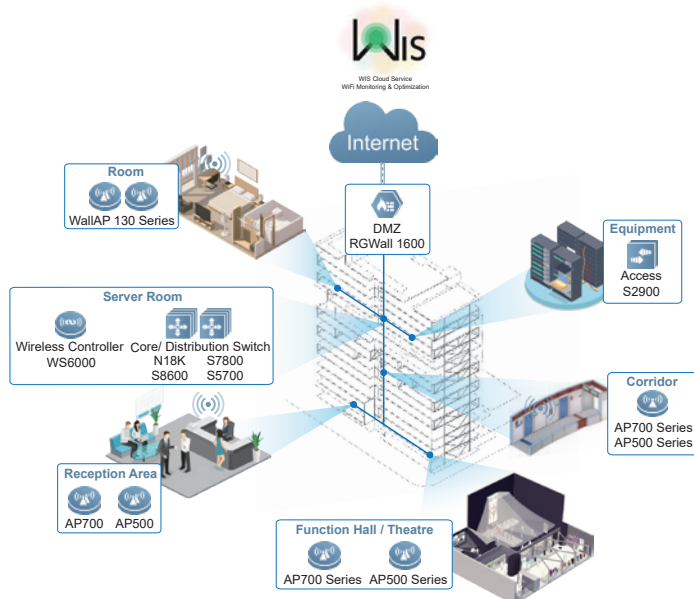 WIS
WIS Cloud Service
WiFi Monitoring & Optimization
Internet
Room
WallAP 130 Series
DMZ
RGWall 1600
Equipment
Access
S2900
Server Room
Wireless Controller
WS6000
Core/ Distribution Switch
N18K S7800
S8600 S5700
Corridor
AP700 Series
AP500 Series
Reception Area
AP700 AP500
Function Hall / Theatre
AP700 Series AP500 Series